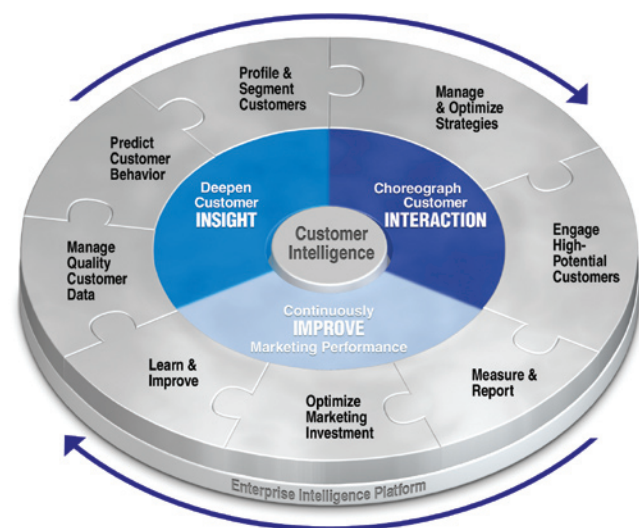 Profile &
Segment
Customers
Manage
& Optimize
Strategies
Predict
Customer
Behavior
Deepen
Customer
INSIGHT
Choreograph
Customer
INTERACTION
Engage
High-
Potential
Customers
Customer
Intelligence
Manage
Quality
Customer
Data
Continuously
IMPROVE
Marketing Performance
Learn &
Improve
Optimize
Marketing
Investment
Measure &
Report
Enterprise Intelligence Platform